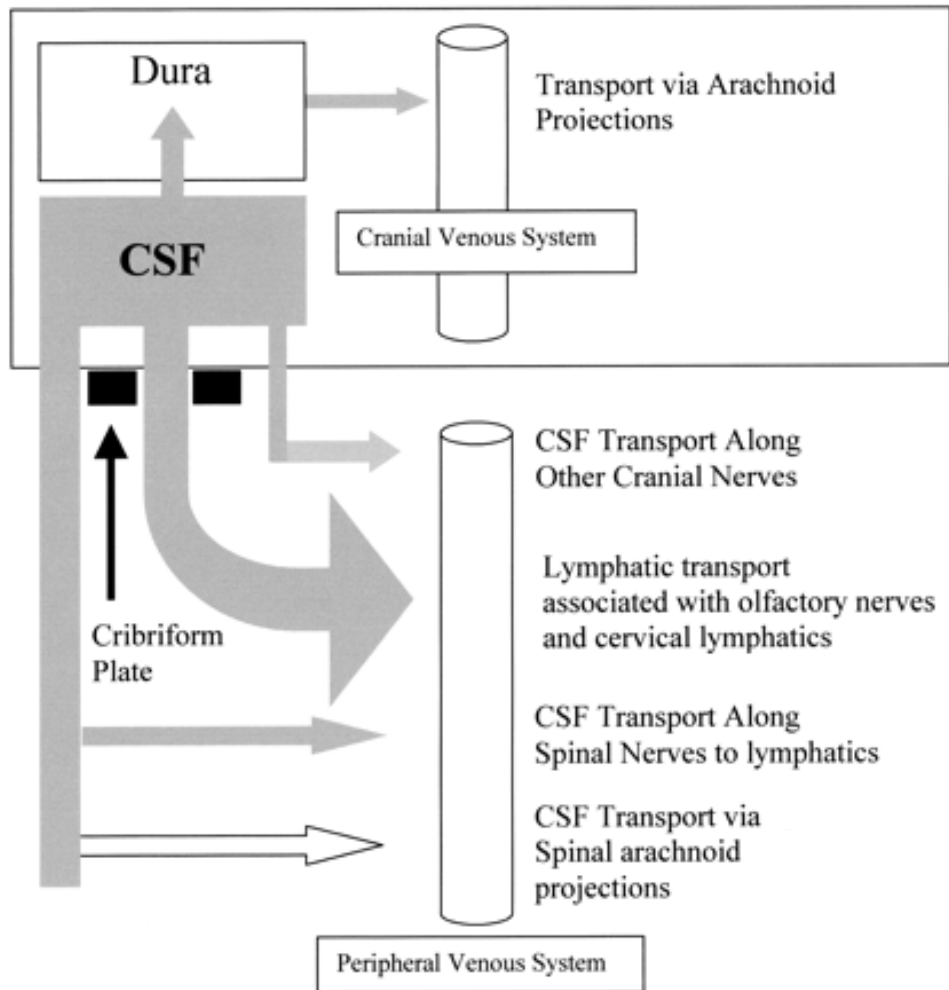 Dura
Transport via Arachnoid
Projections
Cranial Venous System
CSF
CSF Transport Along
Other Cranial Nerves
Lymphatic transport
associated with olfactory nerves
and cervical lymphatics
Cribriform
Plate
CSF Transport Along
Spinal Nerves to lymphatics
CSF Transport via
Spinal arachnoid
projections
Peripheral Venous System